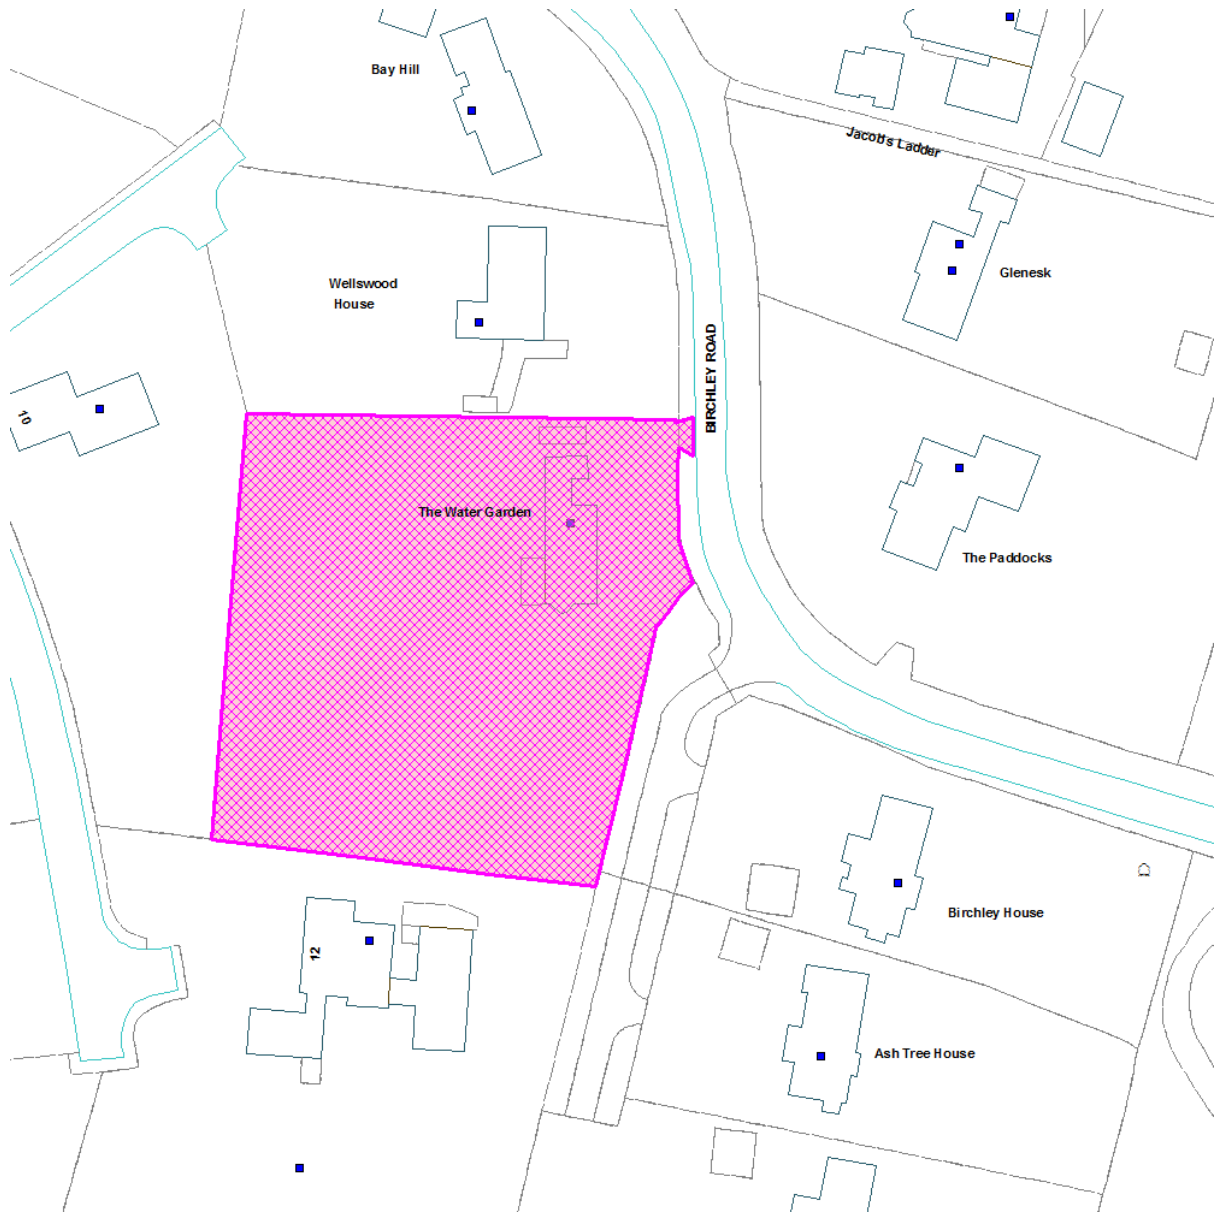 Bay Hill
Jacob's Ladder
Wellswood
House
Glenesk
BIRCHLEY ROAD
10
The Water Garden
The Paddocks
Birchley House
12
Ash Tree House